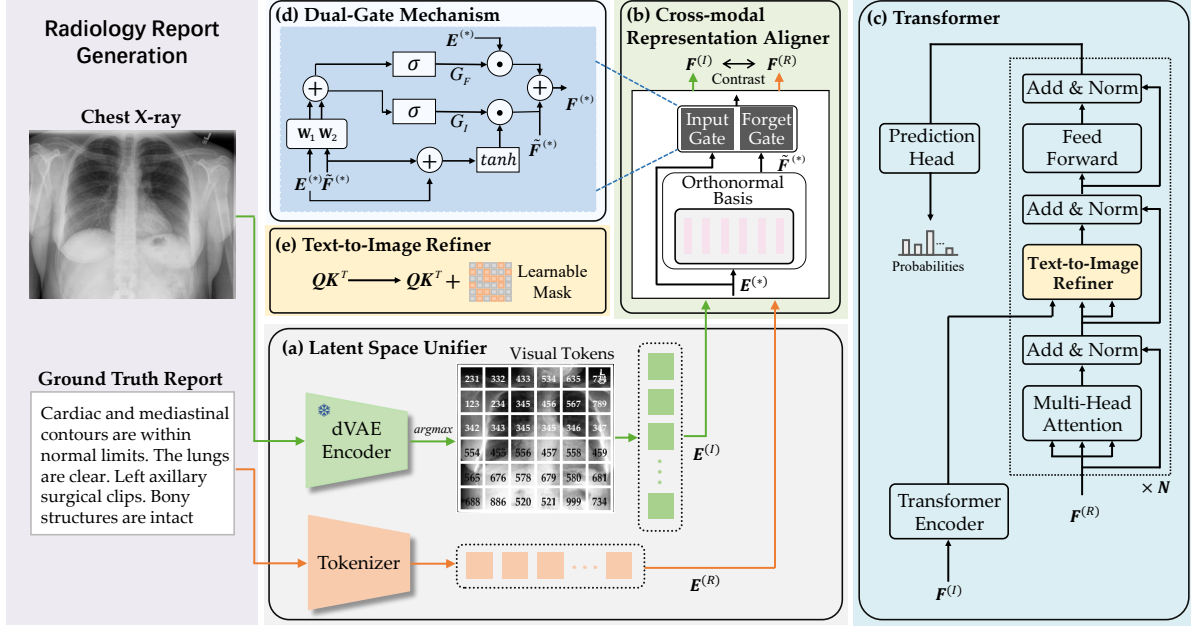 Radiology Report
Generation
Chest X-ray
Ground Truth Report
Cardiac and mediastinal
contours are within
normal limits. The lungs
are clear. Left axillary
surgical clips. Bony
structures are intact
(d) Dual-Gate Mechanism
E^(*)
σ
G_F
σ
G_I
W₁ W₂
F^(*)
F̃^(*)
tanh
E^(*) F̃^(*)
(e) Text-to-Image Refiner
QK^T
QK^T +
Learnable
Mask
(b) Cross-modal
Representation Aligner
F^(I)
F^(R)
Contrast
Input
Gate
Forget
Gate
F̃^(*)
Orthonormal
Basis
E^(*)
(a) Latent Space Unifier
Visual Tokens
dVAE
Encoder
argmax
231 332 433 534 635
123 234 345 456 567 789
342 343 345 345 346 347
554 455 556 457 558 459
565 676 578 679 580 681
688 886 520 521 999 734
E^(I)
Tokenizer
E^(R)
(c) Transformer
Add & Norm
Feed
Forward
Prediction
Head
Add & Norm
Probabilities
Text-to-Image
Refiner
Add & Norm
Multi-Head
Attention
× N
Transformer
Encoder
F^(R)
F^(I)